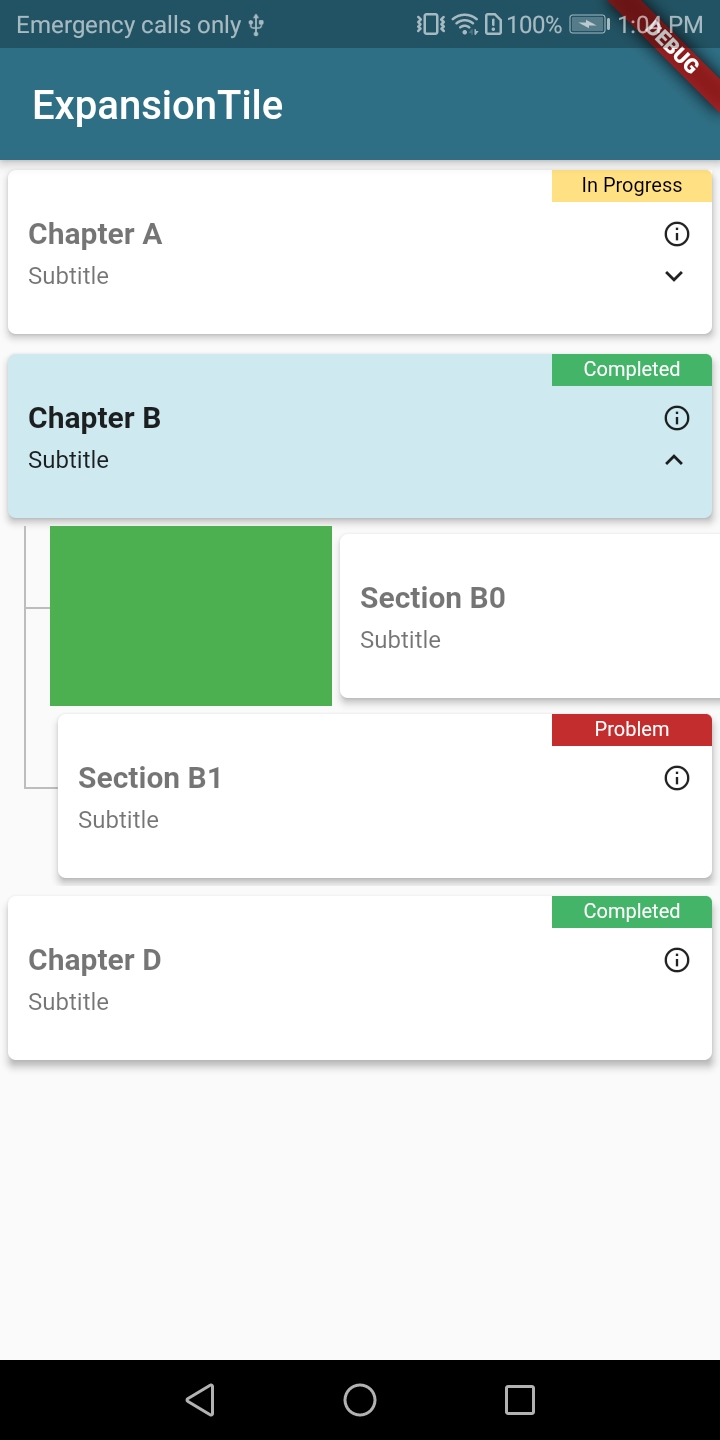 Emergency calls only 100% 1:04 PM
DEBUG
ExpansionTile
In Progress
Chapter A
Subtitle
Completed
Chapter B
Subtitle
Section B0
Subtitle
Problem
Section B1
Subtitle
Completed
Chapter D
Subtitle